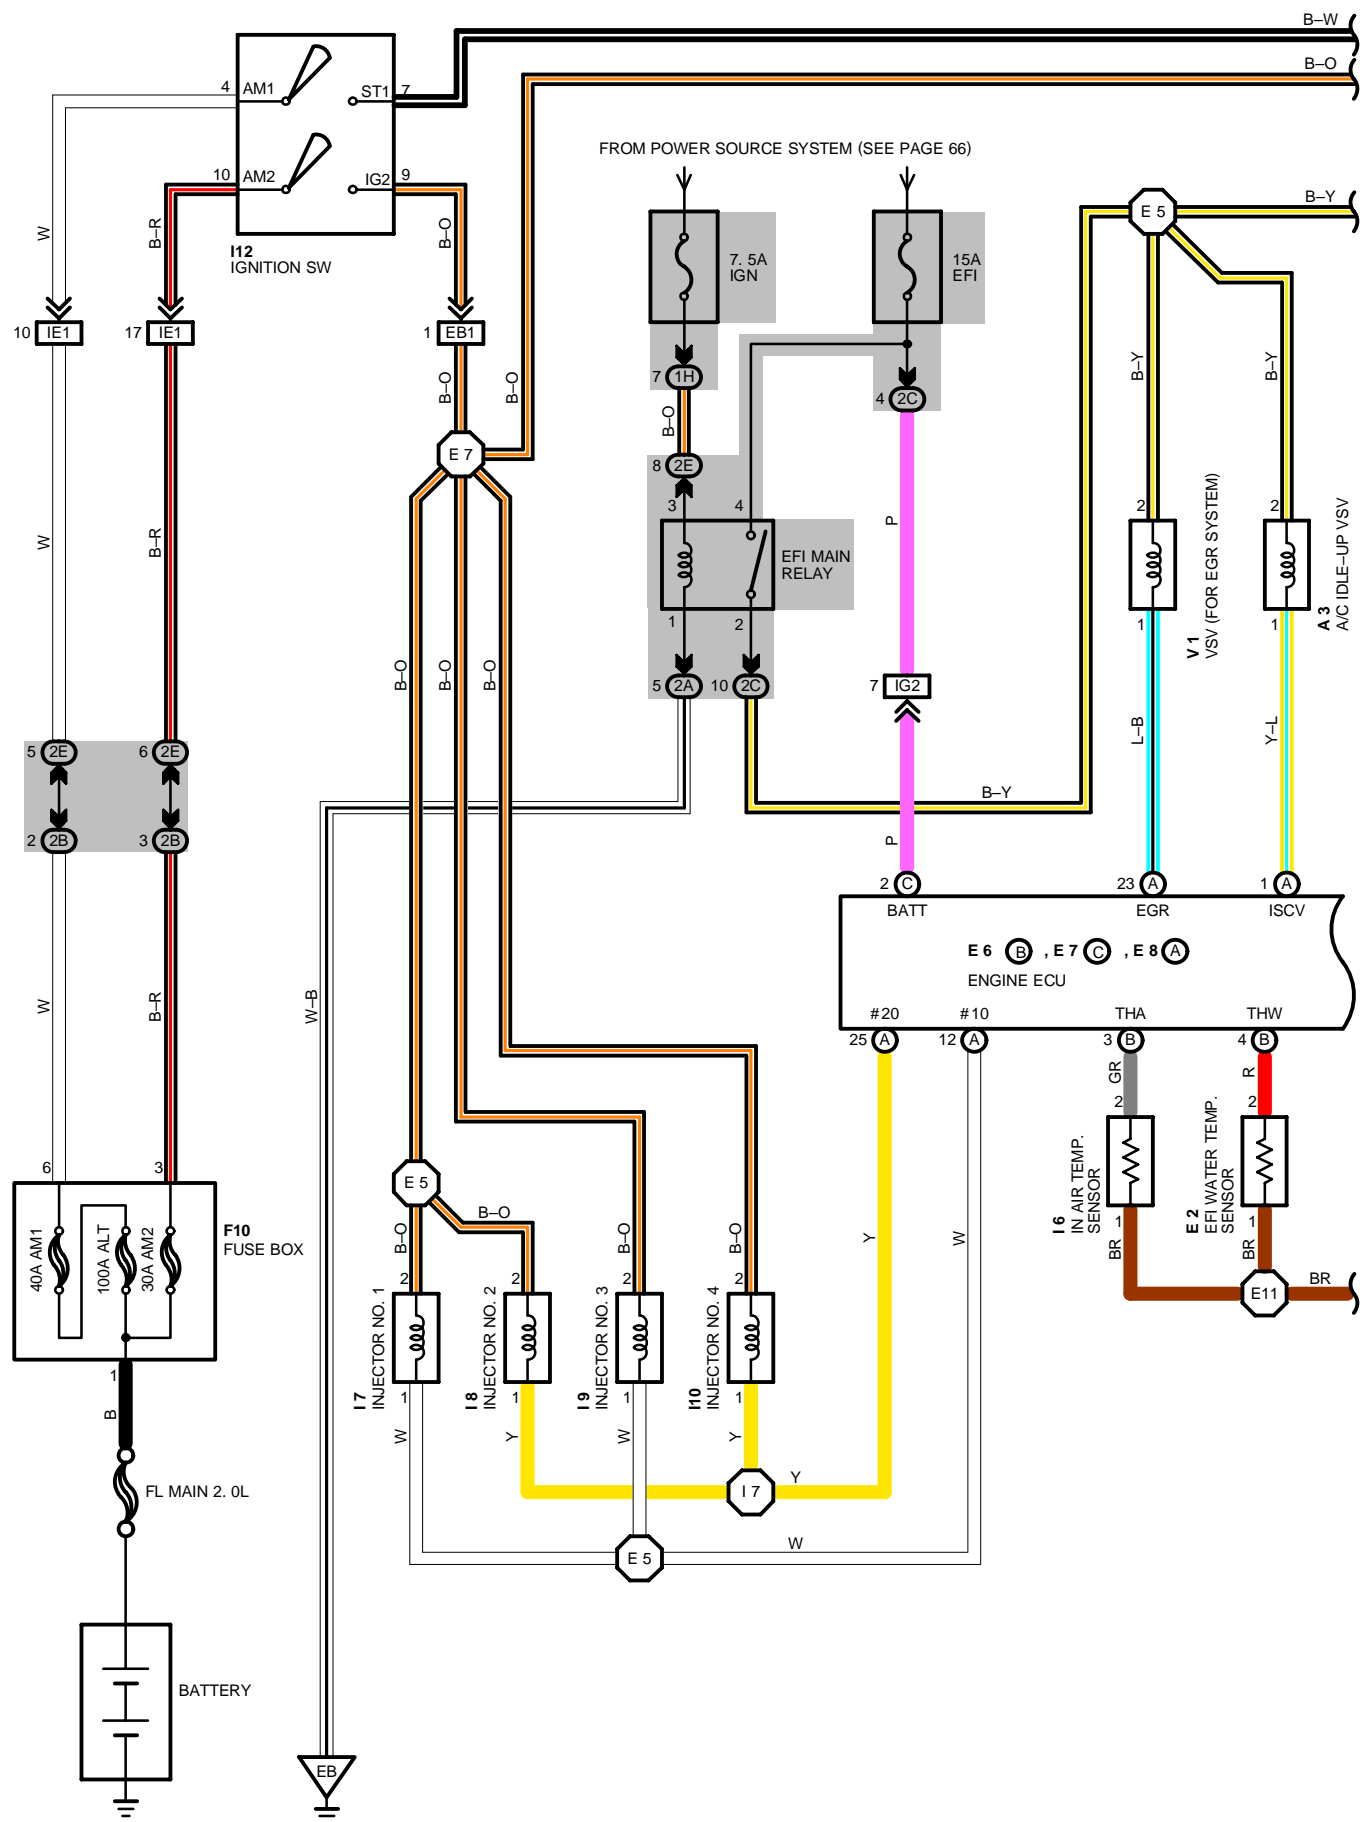 B–W
B–O
4 AM1 ST1 7
FROM POWER SOURCE SYSTEM (SEE PAGE 66)
10 AM2 IG2 9
W
B–R
B–O
I12
IGNITION SW
7. 5A
IGN
15A
EFI
E 5
B–Y
10 IE1
17 IE1
1 EB1
B–O
B–O
7 1H
4 2C
B–Y
B–Y
B–O
E 7
8 2E
3
4
W
B–R
P
EFI MAIN
RELAY
2
2
V 1
VSV (FOR EGR SYSTEM)
A 3
A/C IDLE–UP VSV
1
2
1
1
B–O
B–O
B–O
5 2A
10 2C
7 IG2
L–B
Y–L
5 2E
6 2E
2 2B
3 2B
B–Y
P
2 C
23 A
1 A
BATT
EGR
ISCV
E 6 B , E 7 C , E 8 A
ENGINE ECU
W
B–R
W–B
#20
#10
THA
THW
25 A
12 A
3 B
4 B
GR
R
2
2
I 6
IN AIR TEMP.
SENSOR
E 2
EFI WATER TEMP.
SENSOR
1
1
BR
BR
E11
BR
6
3
E 5
B–O
B–O
B–O
B–O
Y
W
40A AM1
100A ALT
30A AM2
F10
FUSE BOX
2
2
2
2
I 7
INJECTOR NO. 1
I 8
INJECTOR NO. 2
I 9
INJECTOR NO. 3
I10
INJECTOR NO. 4
1
1
1
1
1
B
W
Y
W
Y
FL MAIN 2. 0L
I 7
Y
E 5
W
BATTERY
EB